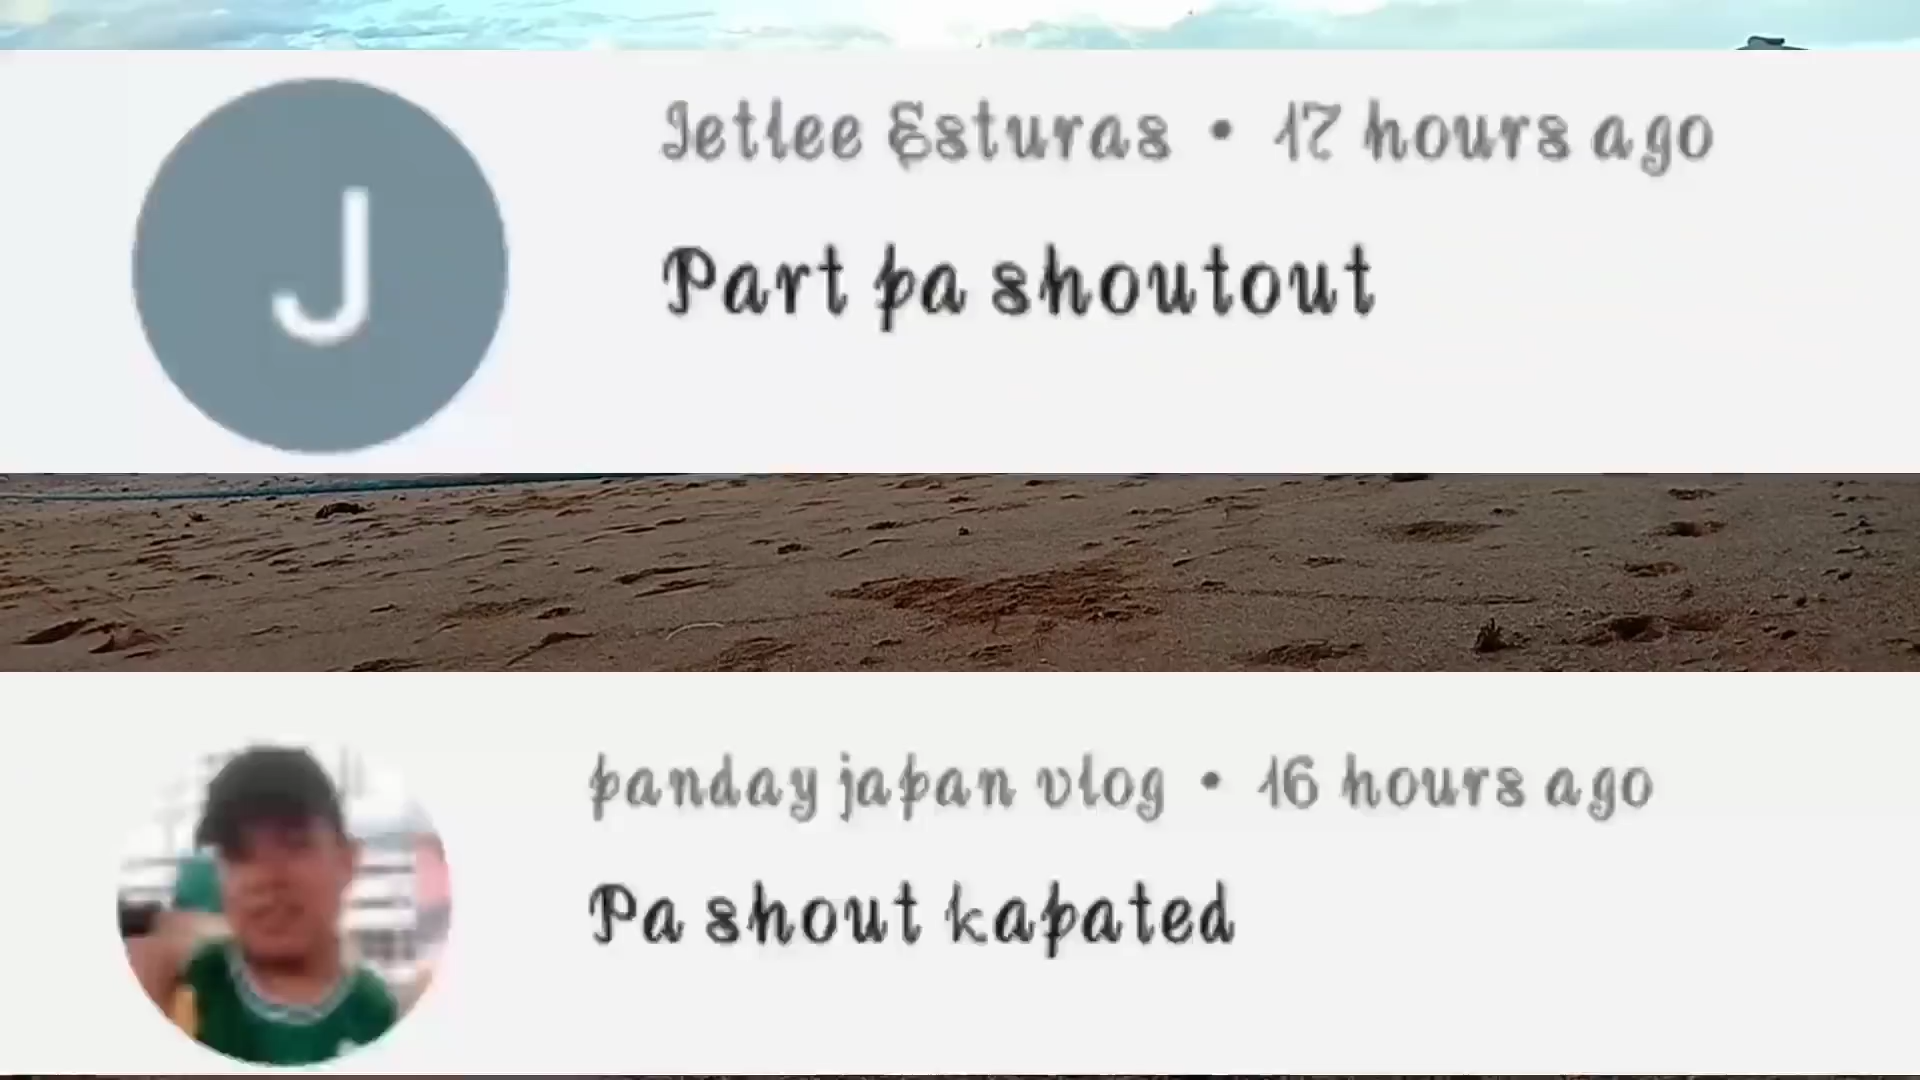 J
Jetlee Esturas • 17 hours ago
Part pa shoutout
panday japan vlog • 16 hours ago
Pa shout kapated